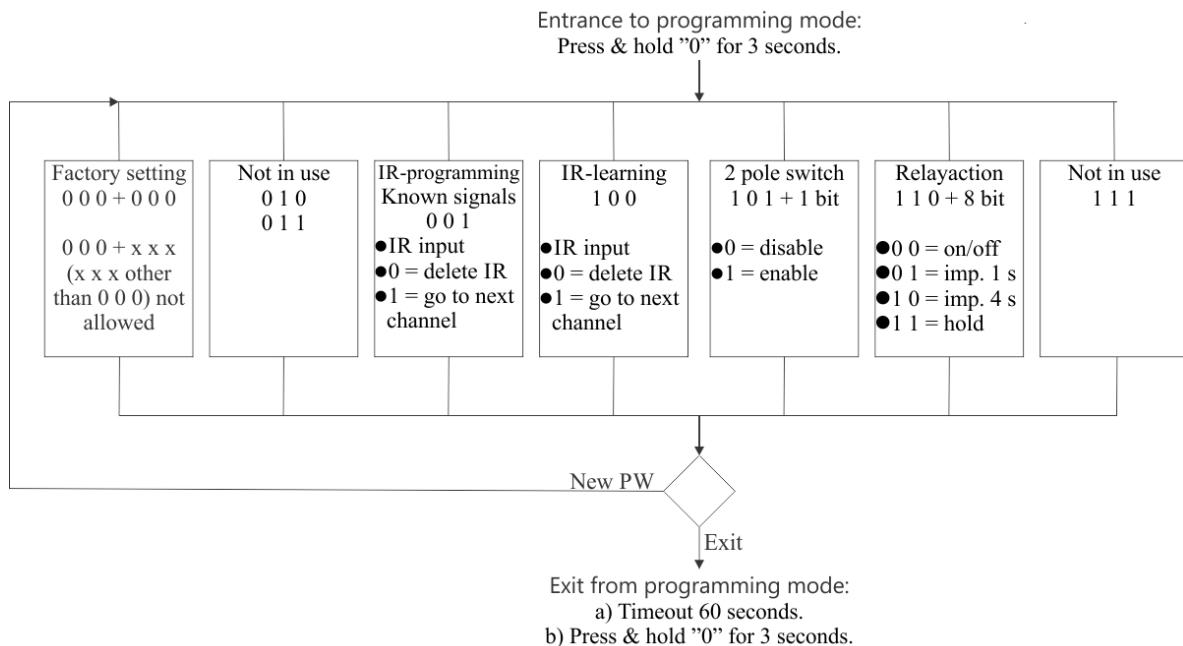 Entrance to programming mode:
Press & hold ”0” for 3 seconds.
Factory setting
0 0 0 + 0 0 0
0 0 0 + x x x
(x x x other
than 0 0 0) not
allowed
Not in use
0 1 0
0 1 1
IR-programming
Known signals
0 0 1
●IR input
●0 = delete IR
●1 = go to next
channel
IR-learning
1 0 0
●IR input
●0 = delete IR
●1 = go to next
channel
2 pole switch
1 0 1 + 1 bit
●0 = disable
●1 = enable
Relayaction
1 1 0 + 8 bit
●0 0 = on/off
●0 1 = imp. 1 s
●1 0 = imp. 4 s
●1 1 = hold
Not in use
1 1 1
New PW
Exit
Exit from programming mode:
a) Timeout 60 seconds.
b) Press & hold ”0” for 3 seconds.